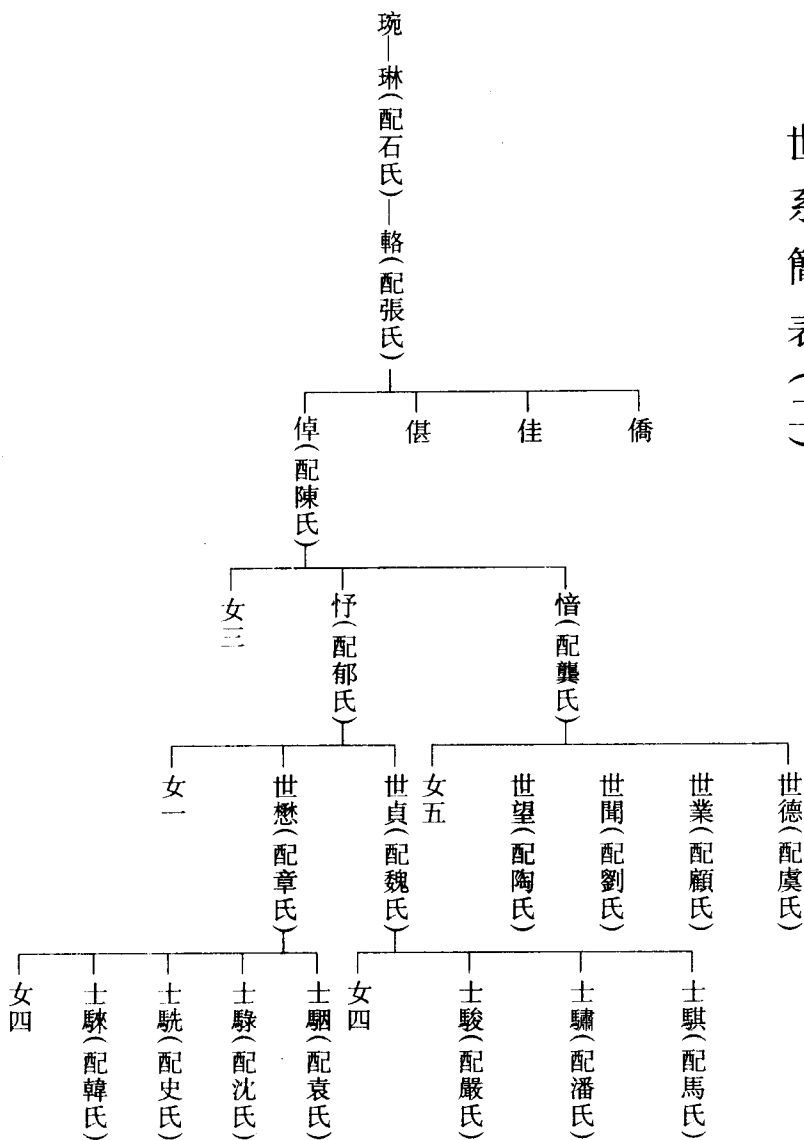 世系簡表(二)
琬—琳(配石氏)—輅(配張氏)
僑
佳
偡
倬(配陳氏)
愔(配龔氏)
忬(配郁氏)
女三
世德(配虞氏)
世業(配顧氏)
世聞(配劉氏)
世望(配陶氏)
女五
世貞(配魏氏)
世懋(配章氏)
女一
士騏(配馬氏)
士驌(配潘氏)
士駿(配嚴氏)
女四
士駰(配袁氏)
士騄(配沈氏)
士駪(配史氏)
士騋(配韓氏)
女四